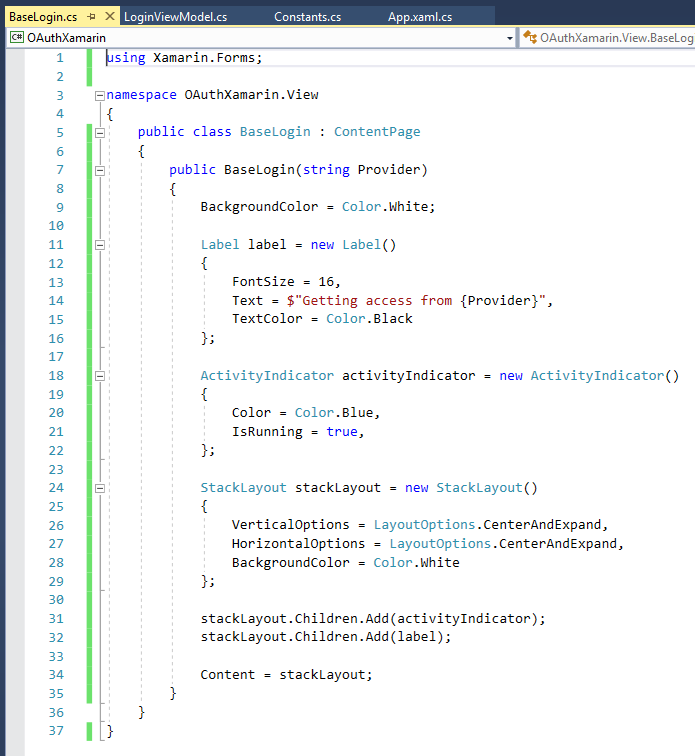 BaseLogin.cs LoginViewModel.cs Constants.cs App.xaml.cs
C# OAuthXamarin OAuthXamarin.View.BaseLogi
1 using Xamarin.Forms;
2
3 namespace OAuthXamarin.View
4 {
5 public class BaseLogin : ContentPage
6 {
7 public BaseLogin(string Provider)
8 {
9 BackgroundColor = Color.White;
10
11 Label label = new Label()
12 {
13 FontSize = 16,
14 Text = $"Getting access from {Provider}",
15 TextColor = Color.Black
16 };
17
18 ActivityIndicator activityIndicator = new ActivityIndicator()
19 {
20 Color = Color.Blue,
21 IsRunning = true,
22 };
23
24 StackLayout stackLayout = new StackLayout()
25 {
26 VerticalOptions = LayoutOptions.CenterAndExpand,
27 HorizontalOptions = LayoutOptions.CenterAndExpand,
28 BackgroundColor = Color.White
29 };
30
31 stackLayout.Children.Add(activityIndicator);
32 stackLayout.Children.Add(label);
33
34 Content = stackLayout;
35 }
36 }
37 }